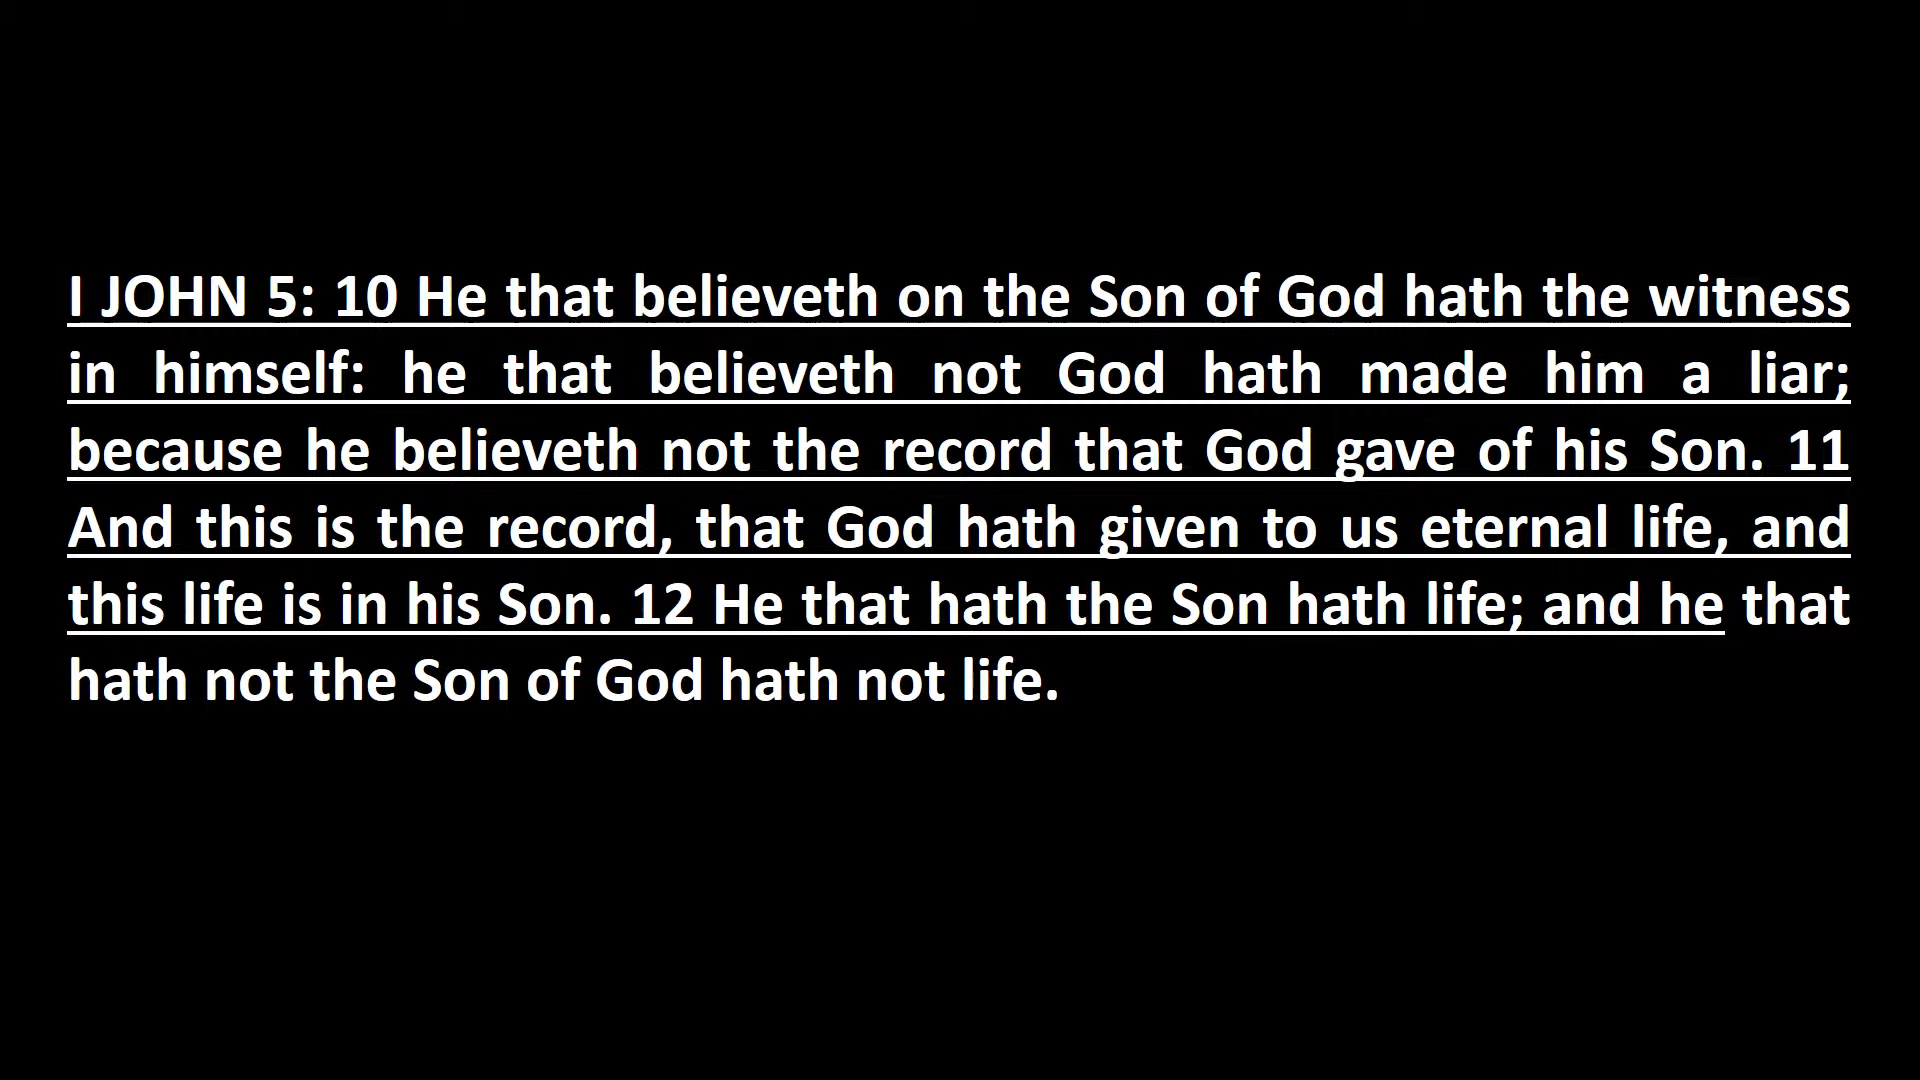 I JOHN 5: 10 He that believeth on the Son of God hath the witness
in himself: he that believeth not God hath made him a liar;
because he believeth not the record that God gave of his Son. 11
And this is the record, that God hath given to us eternal life, and
this life is in his Son. 12 He that hath the Son hath life; and he that
hath not the Son of God hath not life.